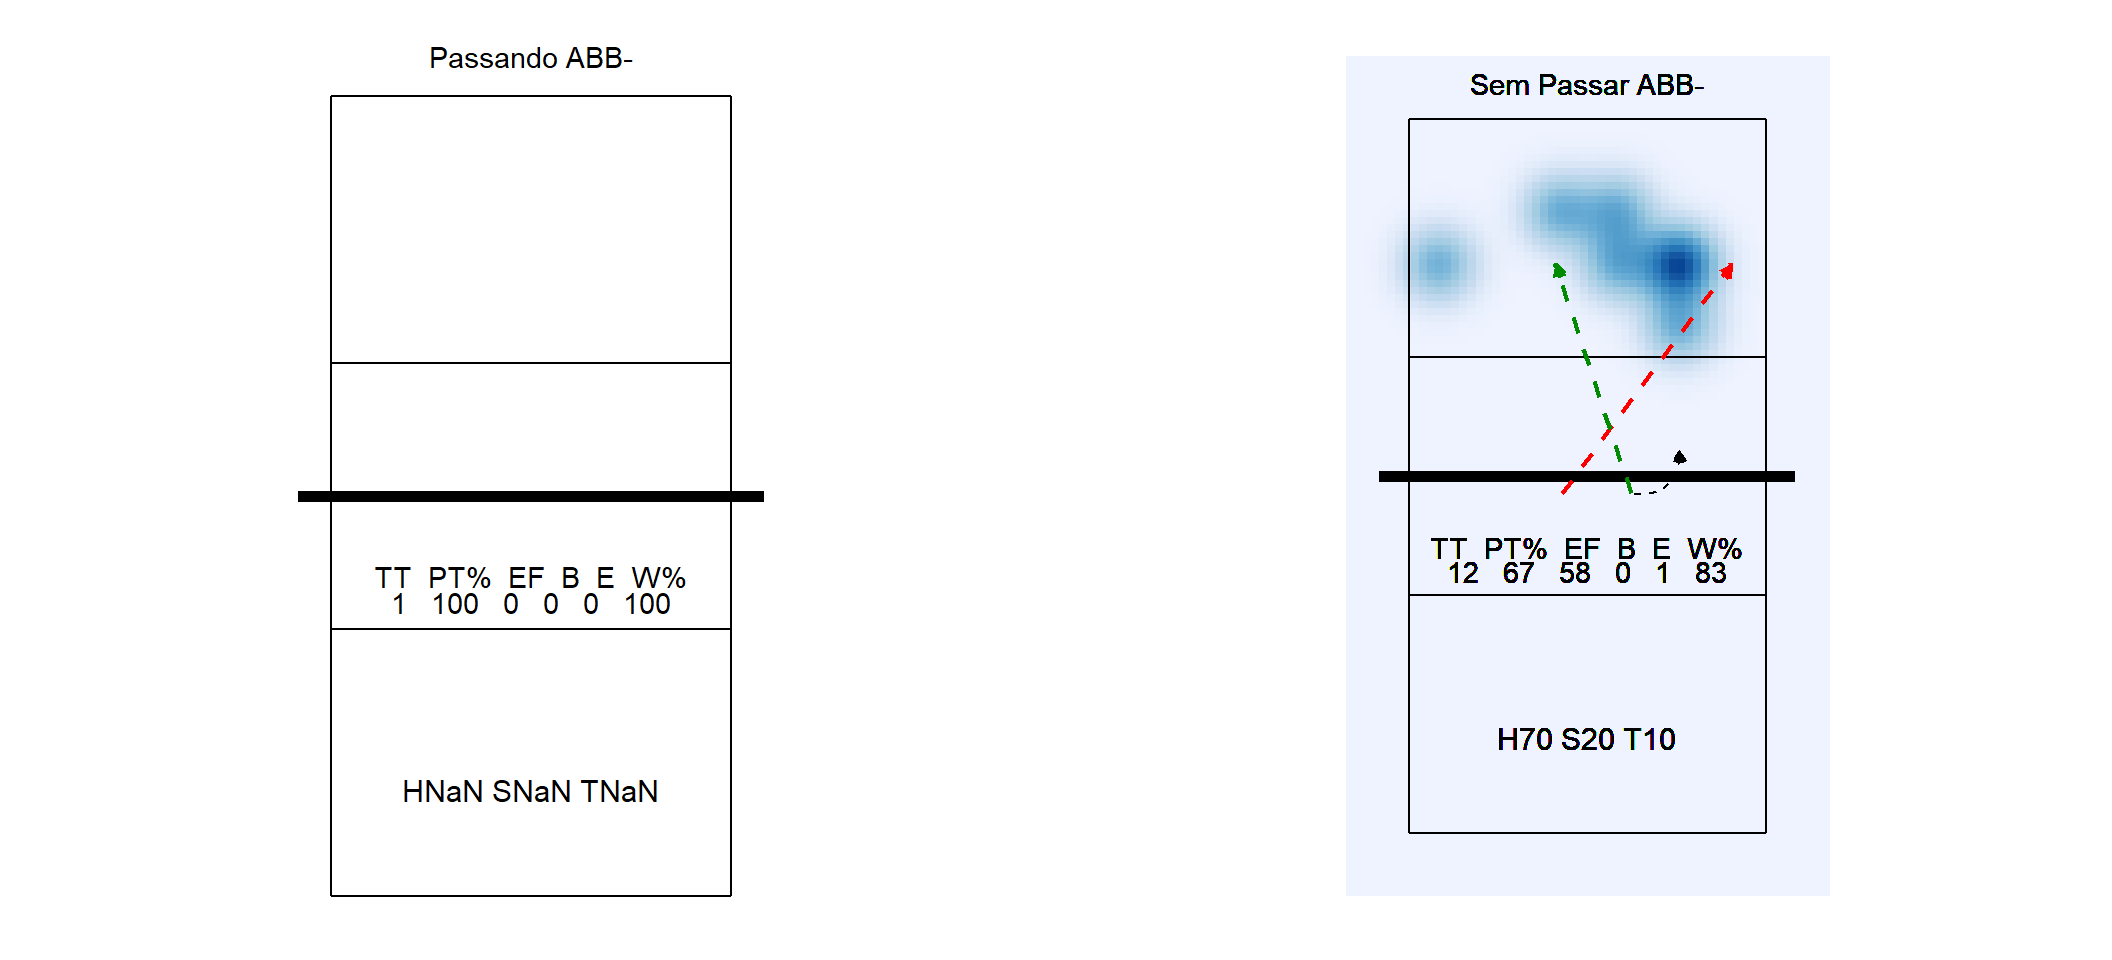 Passando ABB-
TT PT% EF B E W%
1 100 0 0 0 100
HNaN SNaN TNaN
Sem Passar ABB-
TT PT% EF B E W%
12 67 58 0 1 83
H70 S20 T10